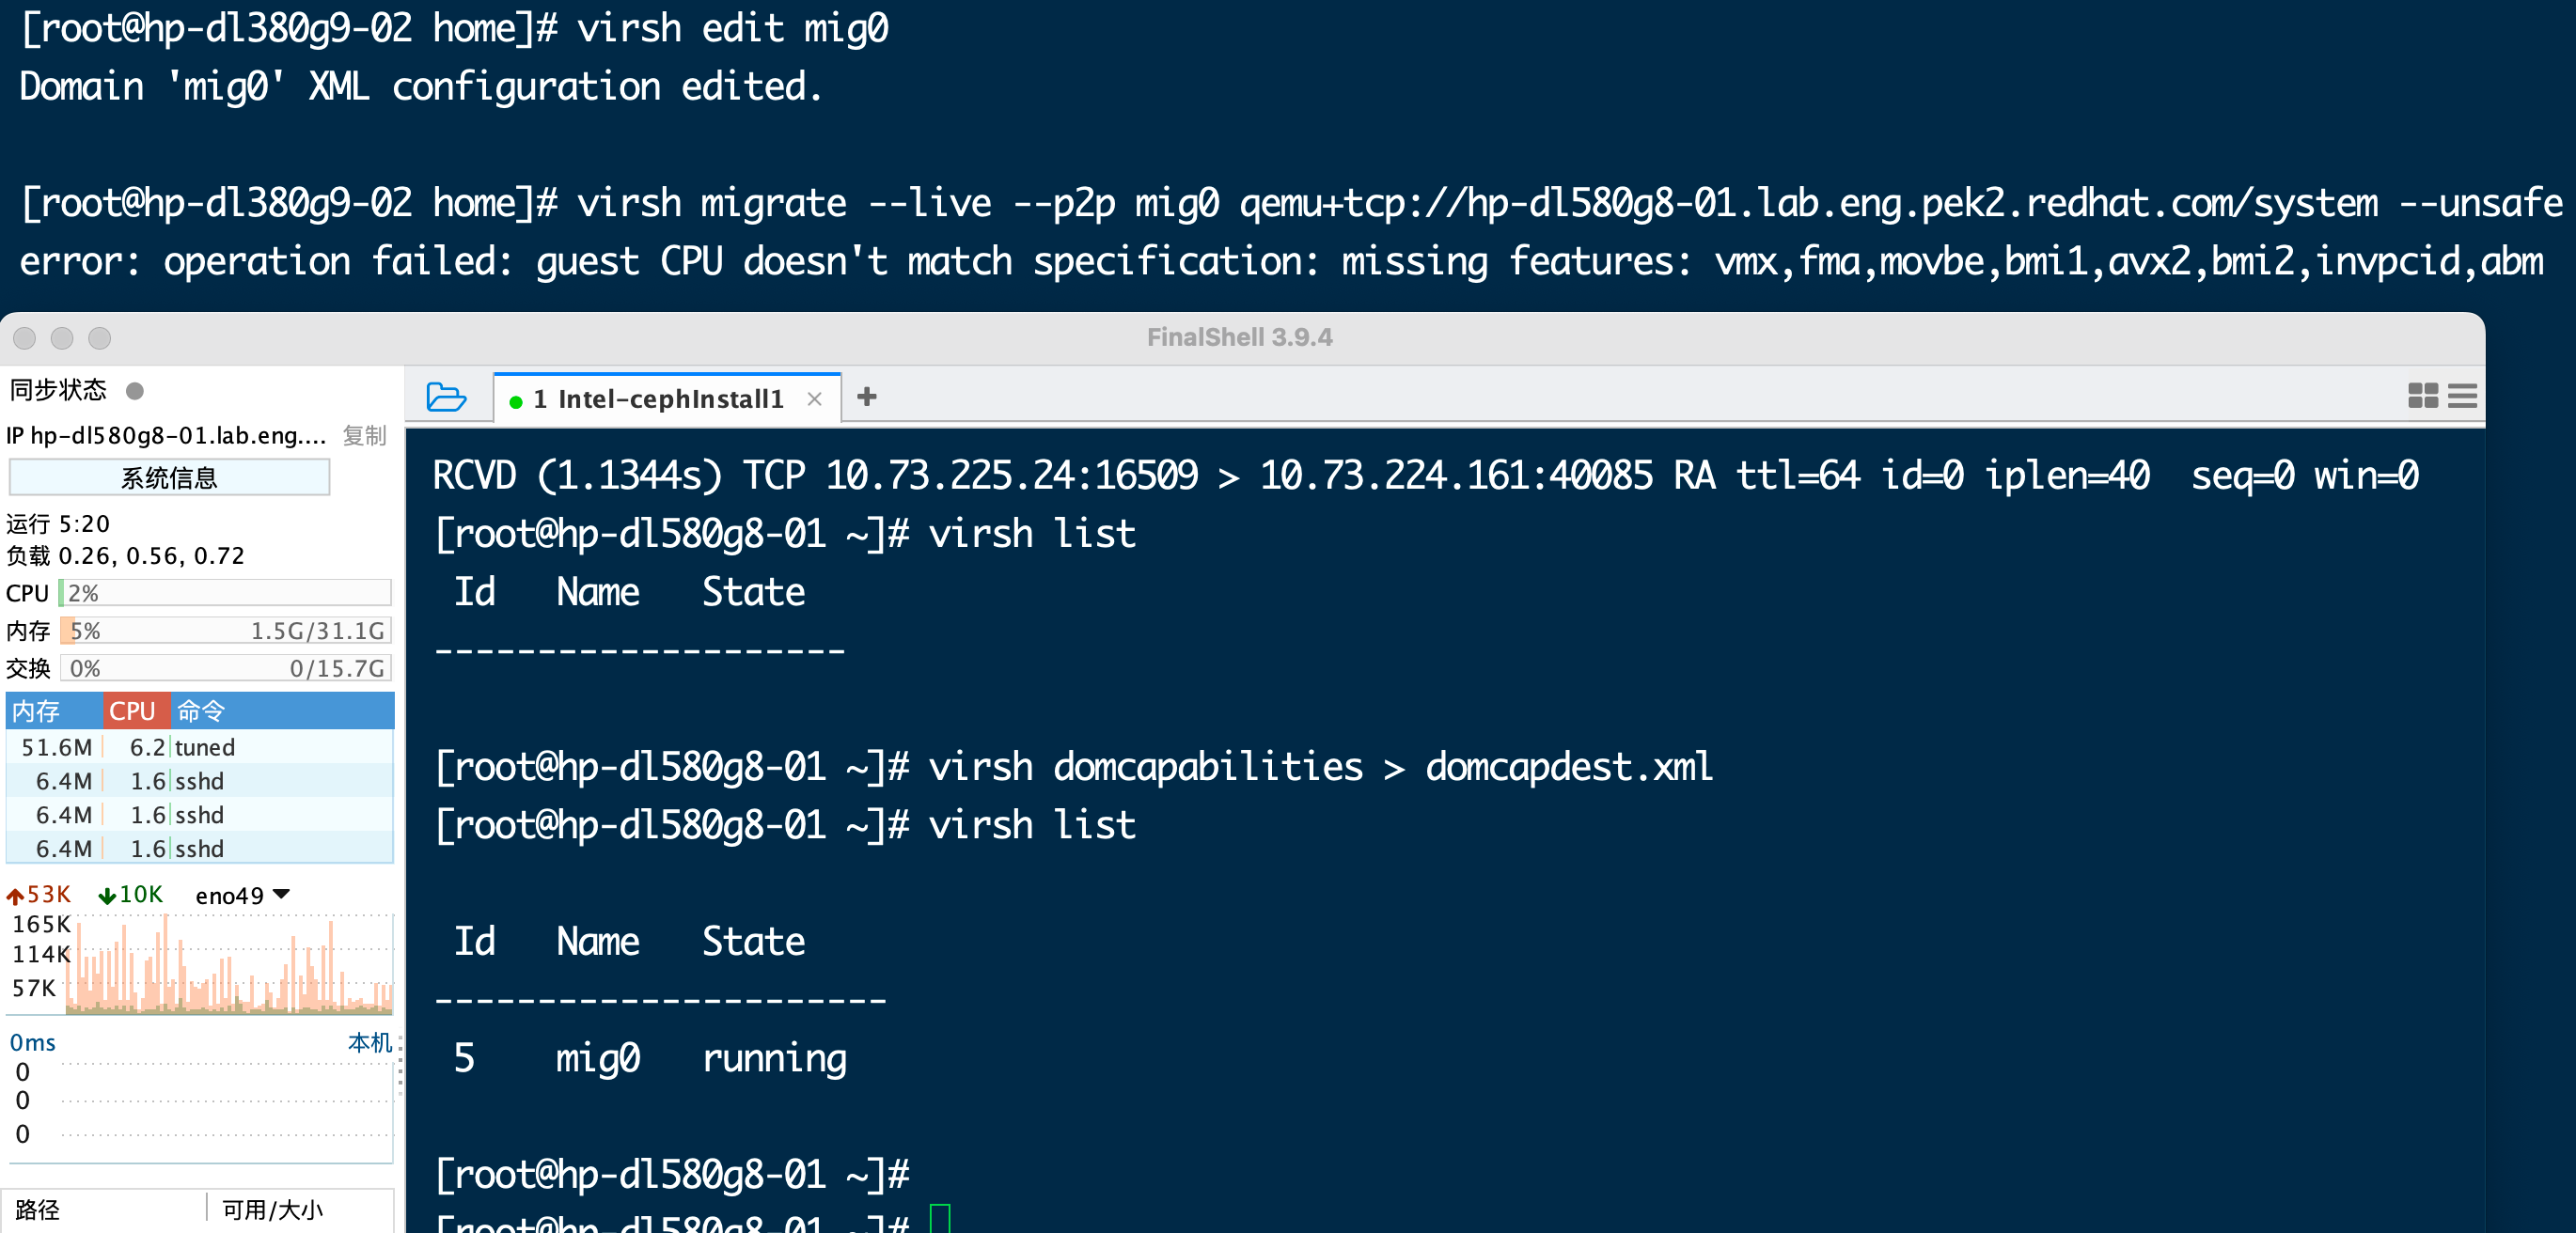 [root@hp-dl380g9-02 home]# virsh edit mig0
Domain 'mig0' XML configuration edited.
[root@hp-dl380g9-02 home]# virsh migrate --live --p2p mig0 qemu+tcp://hp-dl580g8-01.lab.eng.pek2.redhat.com/system --unsafe
error: operation failed: guest CPU doesn't match specification: missing features: vmx,fma,movbe,bmi1,avx2,bmi2,invpcid,abm
FinalShell 3.9.4
同步状态
IP hp-dl580g8-01.lab.eng.... 复制
系统信息
运行 5:20
负载 0.26, 0.56, 0.72
CPU 2%
内存 5% 1.5G/31.1G
交换 0% 0/15.7G
内存 CPU 命令
51.6M 6.2 tuned
6.4M 1.6 sshd
6.4M 1.6 sshd
6.4M 1.6 sshd
53K 10K eno49
165K
114K
57K
0ms 本机
0
0
0
路径 可用/大小
1 Intel-cephInstall1
RCVD (1.1344s) TCP 10.73.225.24:16509 > 10.73.224.161:40085 RA ttl=64 id=0 iplen=40  seq=0 win=0
[root@hp-dl580g8-01 ~]# virsh list
Id   Name   State
--------------------
[root@hp-dl580g8-01 ~]# virsh domcapabilities > domcapdest.xml
[root@hp-dl580g8-01 ~]# virsh list
Id   Name   State
----------------------
5    mig0   running
[root@hp-dl580g8-01 ~]#
[root@hp-dl580g8-01 ~]#